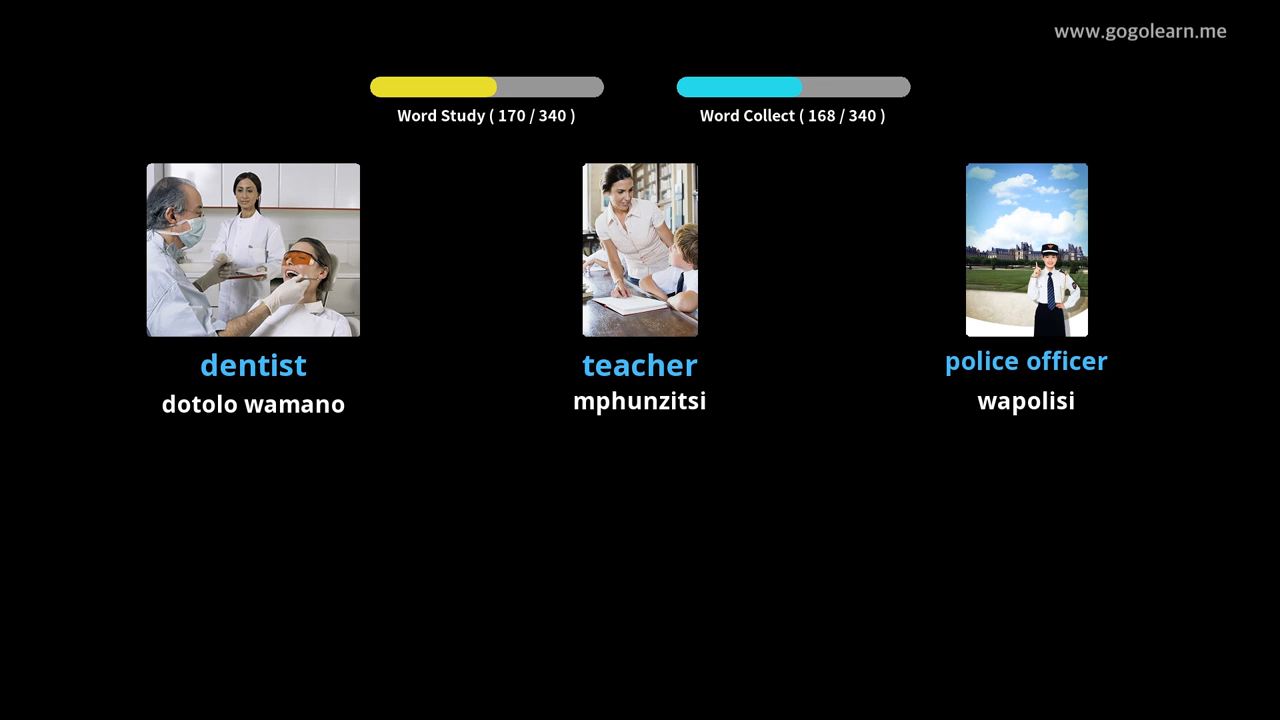 www.gogolearn.me
Word Study ( 170 / 340 )
Word Collect ( 168 / 340 )
dentist
dotolo wamano
teacher
mphunzitsi
police officer
wapolisi